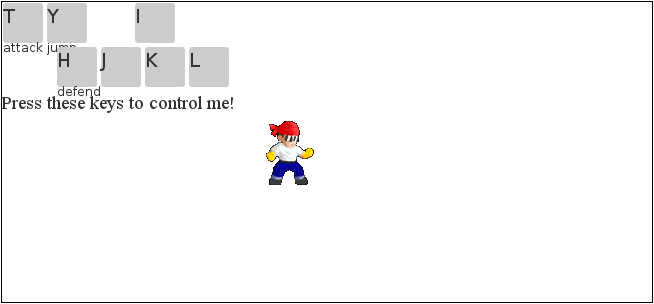 T Y I
attack jump
H J K L
defend
Press these keys to control me!